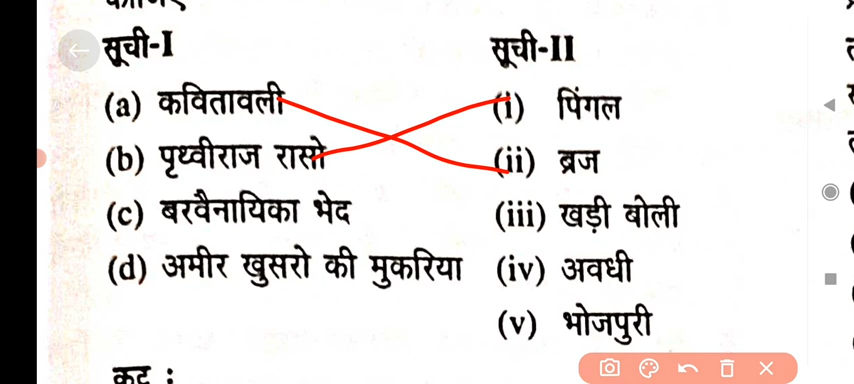 सूची-I सूची-II
(a) कवितावली (i) पिंगल
(b) पृथ्वीराज रासो (ii) ब्रज
(c) बरवैनायिका भेद (iii) खड़ी बोली
(d) अमीर खुसरो की मुकरिया (iv) अवधी
(v) भोजपुरी